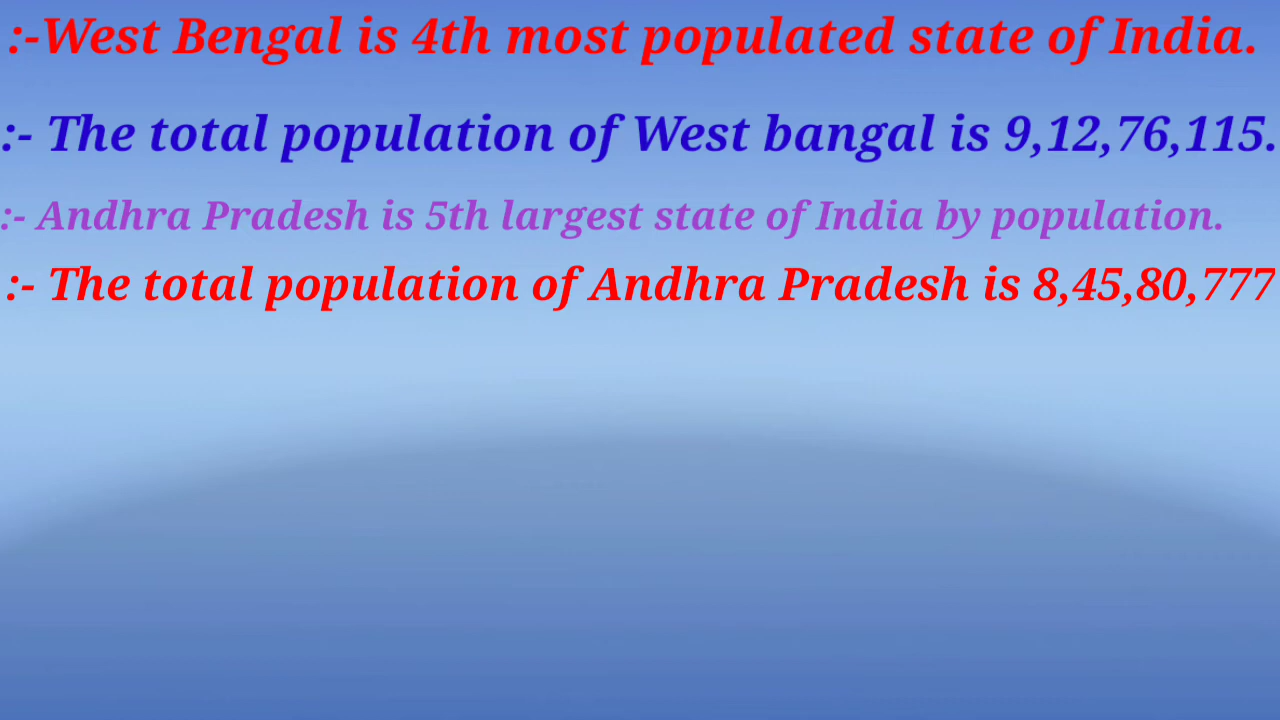 :-West Bengal is 4th most populated state of India.
:- The total population of West bangal is 9,12,76,115.
:- Andhra Pradesh is 5th largest state of India by population.
:- The total population of Andhra Pradesh is 8,45,80,777